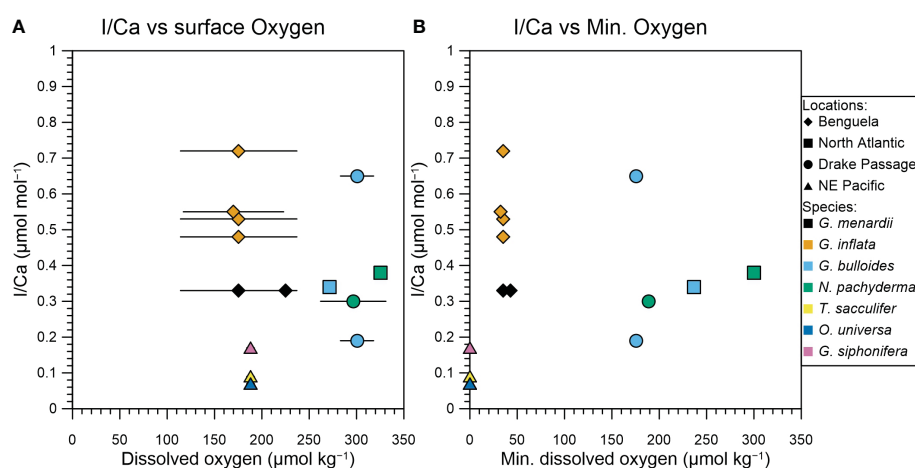 A
I/Ca vs surface Oxygen
1
0.9
0.8
0.7
0.6
0.5
0.4
0.3
0.2
0.1
0
I/Ca (µmol mol⁻¹)
0 50 100 150 200 250 300 350
Dissolved oxygen (µmol kg⁻¹)
B
I/Ca vs Min. Oxygen
1
0.9
0.8
0.7
0.6
0.5
0.4
0.3
0.2
0.1
0
I/Ca (µmol mol⁻¹)
0 50 100 150 200 250 300 350
Min. dissolved oxygen (µmol kg⁻¹)
Locations:
Benguela
North Atlantic
Drake Passage
NE Pacific
Species:
G. menardii
G. inflata
G. bulloides
N. pachyderma
T. sacculifer
O. universa
G. siphonifera